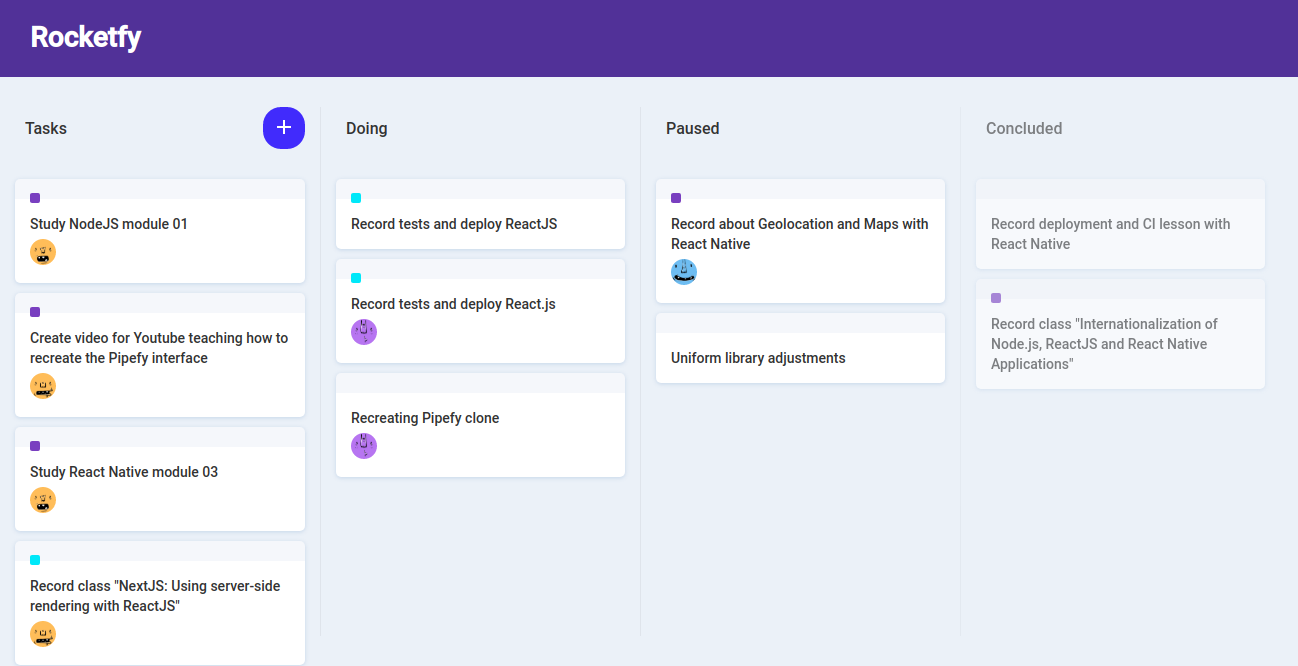 Rocketfy
Tasks
Study NodeJS module 01
Create video for Youtube teaching how to
recreate the Pipefy interface
Study React Native module 03
Record class "NextJS: Using server-side
rendering with ReactJS"
Doing
Record tests and deploy ReactJS
Record tests and deploy React.js
Recreating Pipefy clone
Paused
Record about Geolocation and Maps with
React Native
Uniform library adjustments
Concluded
Record deployment and CI lesson with
React Native
Record class "Internationalization of
Node.js, ReactJS and React Native
Applications"